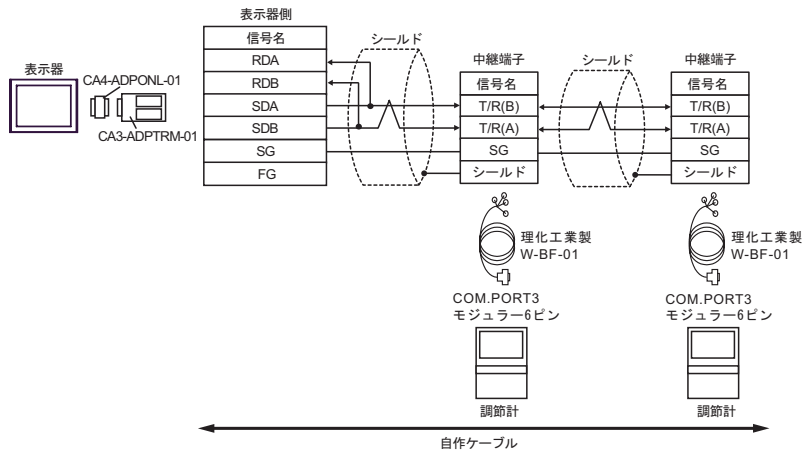 表示器
CA4-ADPONL-01
CA3-ADPTRM-01
表示器側
信号名
RDA
RDB
SDA
SDB
SG
FG
シールド
中継端子
信号名
T/R(B)
T/R(A)
SG
シールド
シールド
中継端子
信号名
T/R(B)
T/R(A)
SG
シールド
理化工業製
W-BF-01
理化工業製
W-BF-01
COM.PORT3
モジュラー6ピン
COM.PORT3
モジュラー6ピン
調節計
調節計
自作ケーブル